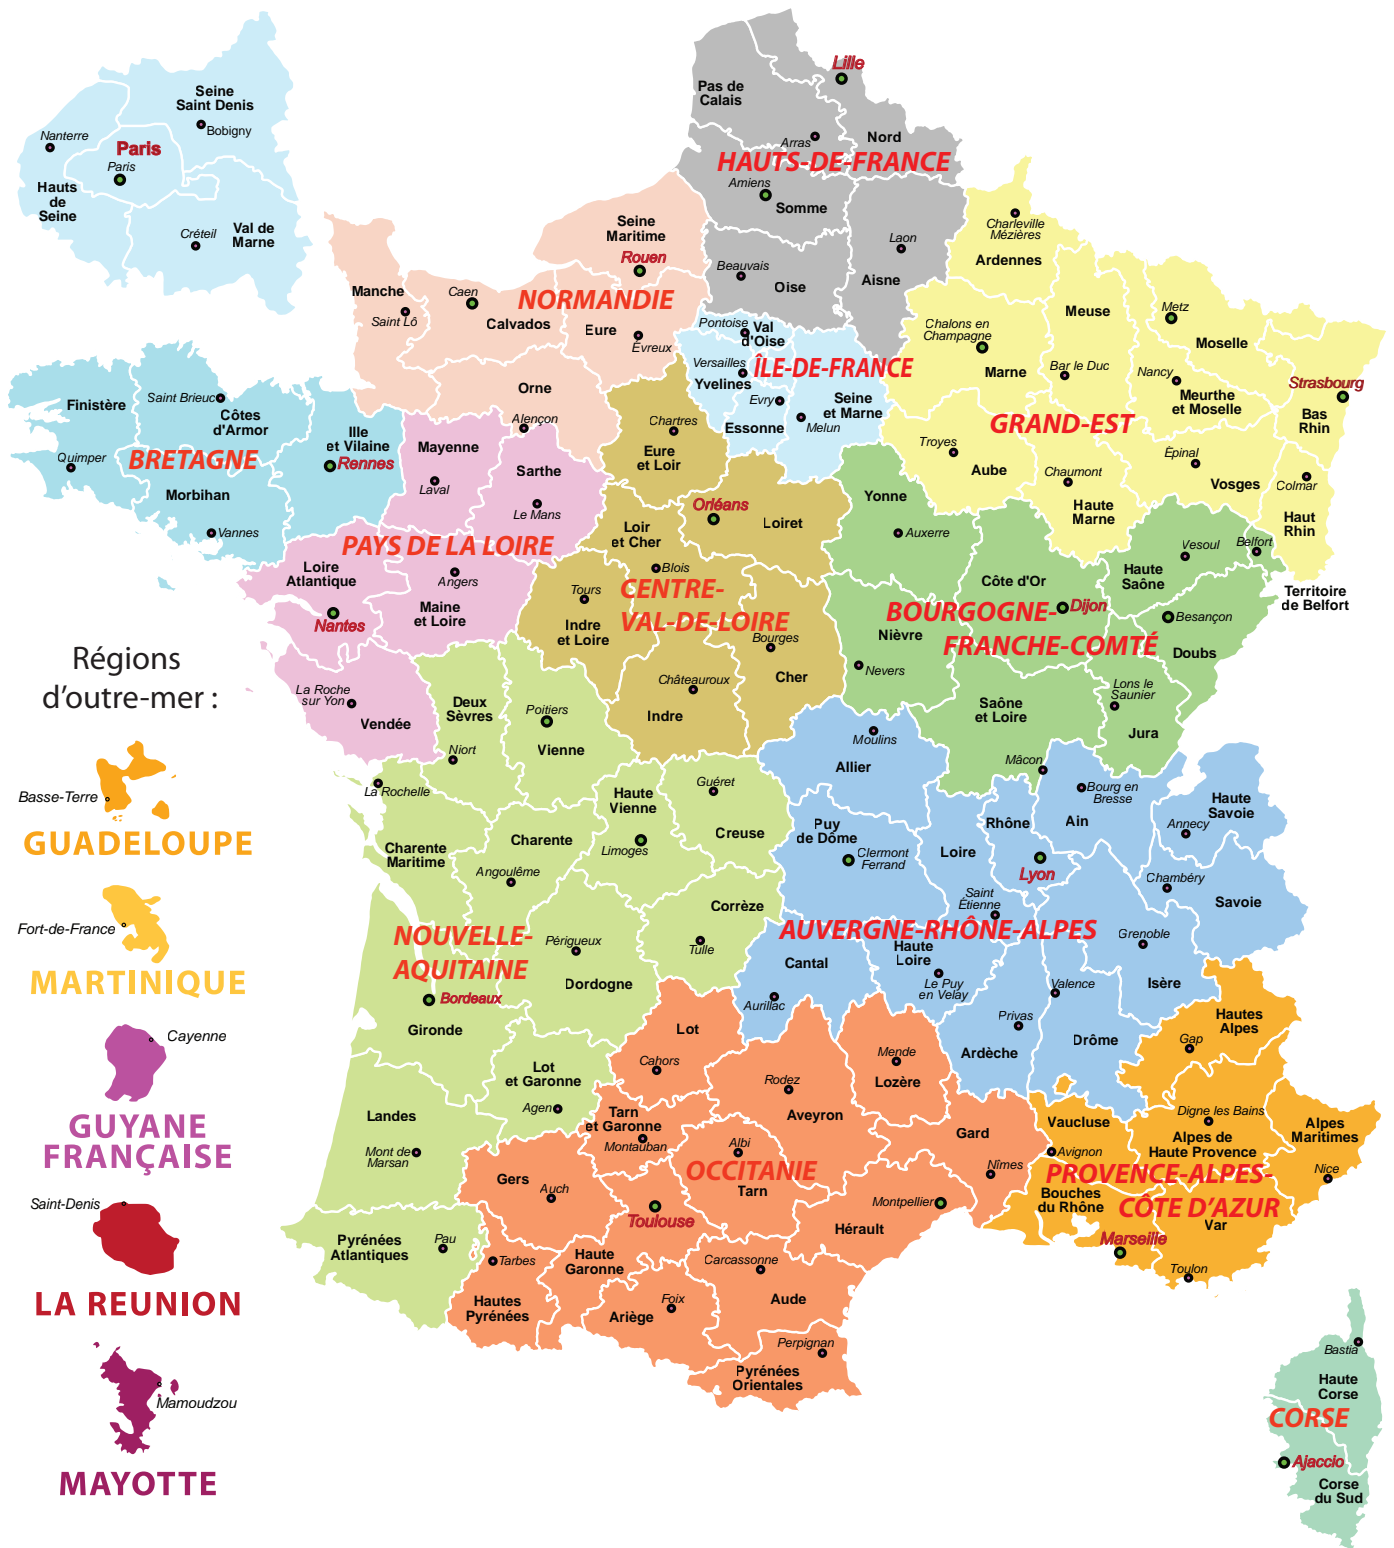 Seine
Saint Denis
Bobigny
Nanterre
Paris
Paris
Hauts
de
Seine
Créteil
Val de
Marne
Lille
Pas de
Calais
Nord
Arras
HAUTS-DE-FRANCE
Amiens
Somme
Laon
Beauvais
Oise
Aisne
Seine
Maritime
Rouen
NORMANDIE
Manche
Saint Lô
Caen
Calvados
Eure
Évreux
Orne
Alençon
Charleville
Mézières
Ardennes
Chalons en
Champagne
Marne
Meuse
Bar le Duc
Metz
Moselle
Nancy
Meurthe
et Moselle
Strasbourg
Bas
Rhin
GRAND-EST
Troyes
Aube
Chaumont
Haute
Marne
Épinal
Vosges
Colmar
Haut
Rhin
Pontoise
Val
d'Oise
Versailles
Yvelines
ÎLE-DE-FRANCE
Evry
Essonne
Melun
Seine
et Marne
Finistère
Saint Brieuc
Côtes
d'Armor
Ille
et Vilaine
Rennes
BRETAGNE
Quimper
Morbihan
Vannes
Mayenne
Laval
Sarthe
Le Mans
PAYS DE LA LOIRE
Loire
Atlantique
Nantes
Angers
Maine
et Loire
La Roche
sur Yon
Vendée
Chartres
Eure
et Loir
Orléans
Loiret
Loir
et Cher
Blois
CENTRE-
VAL-DE-LOIRE
Tours
Indre
et Loire
Bourges
Cher
Châteauroux
Indre
Yonne
Auxerre
Côte d'Or
Dijon
Haute
Saône
Vesoul
Belfort
Territoire
de Belfort
BOURGOGNE-
FRANCHE-COMTÉ
Nièvre
Nevers
Besançon
Doubs
Saône
et Loire
Mâcon
Lons le
Saunier
Jura
Deux
Sèvres
Niort
Poitiers
Vienne
La Rochelle
Charente
Maritime
Charente
Angoulême
Haute
Vienne
Limoges
Guéret
Creuse
Corrèze
Tulle
NOUVELLE-
AQUITAINE
Périgueux
Dordogne
Bordeaux
Gironde
Lot
et Garonne
Agen
Landes
Mont de
Marsan
Pyrénées
Atlantiques
Pau
Moulins
Allier
Puy
de Dôme
Clermont
Ferrand
Loire
Saint
Étienne
Rhône
Lyon
Ain
Bourg en
Bresse
Haute
Savoie
Annecy
Chambéry
Savoie
AUVERGNE-RHÔNE-ALPES
Cantal
Aurillac
Haute
Loire
Le Puy
en Velay
Grenoble
Isère
Valence
Drôme
Privas
Ardèche
Lot
Cahors
Rodez
Aveyron
Mende
Lozère
Tarn
et Garonne
Montauban
Albi
Tarn
OCCITANIE
Gard
Nîmes
Gers
Auch
Toulouse
Haute
Garonne
Montpellier
Hérault
Tarbes
Hautes
Pyrénées
Foix
Ariège
Carcassonne
Aude
Perpignan
Pyrénées
Orientales
Hautes
Alpes
Gap
Digne les Bains
Alpes de
Haute Provence
Alpes
Maritimes
Nice
Vaucluse
Avignon
PROVENCE-ALPES-
CÔTE D'AZUR
Bouches
du Rhône
Marseille
Var
Toulon
Bastia
Haute
Corse
CORSE
Ajaccio
Corse
du Sud
Régions
d'outre-mer :
Basse-Terre
GUADELOUPE
Fort-de-France
MARTINIQUE
Cayenne
GUYANE
FRANÇAISE
Saint-Denis
LA REUNION
Mamoudzou
MAYOTTE